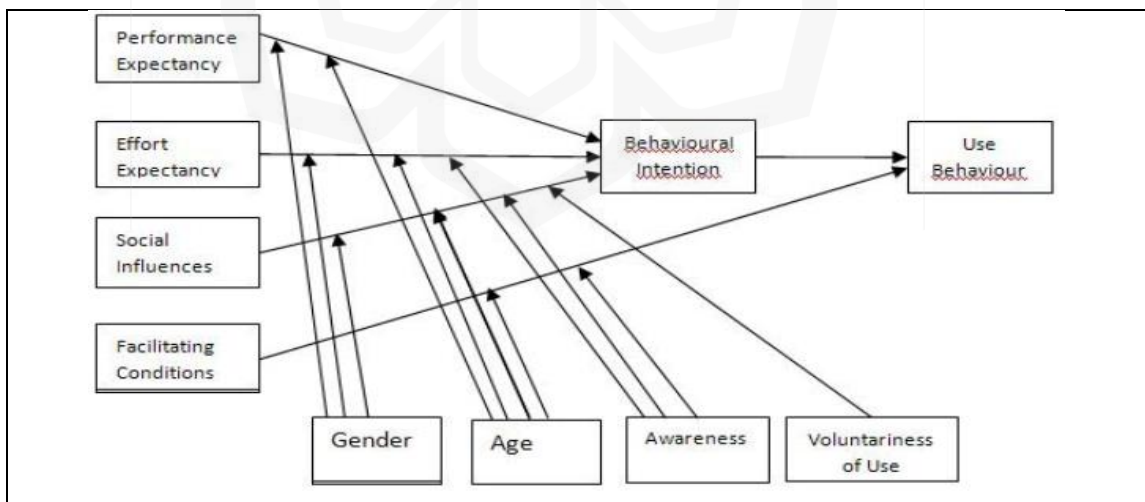 Performance
Expectancy
Effort
Expectancy
Social
Influences
Facilitating
Conditions
Behavioural
Intention
Use
Behaviour
Gender
Age
Awareness
Voluntariness
of Use